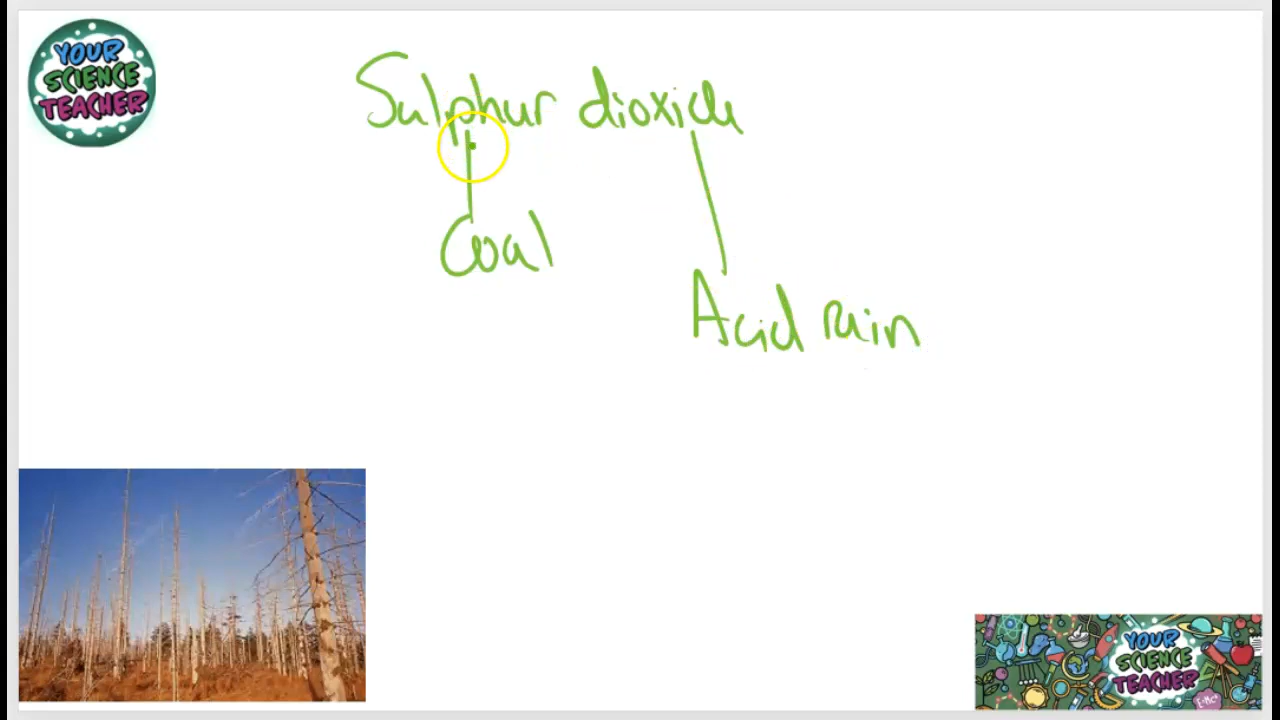 YOUR
SCIENCE
TEACHER
Sulphur dioxide
Coal
Acid rain
YOUR
SCIENCE
TEACHER